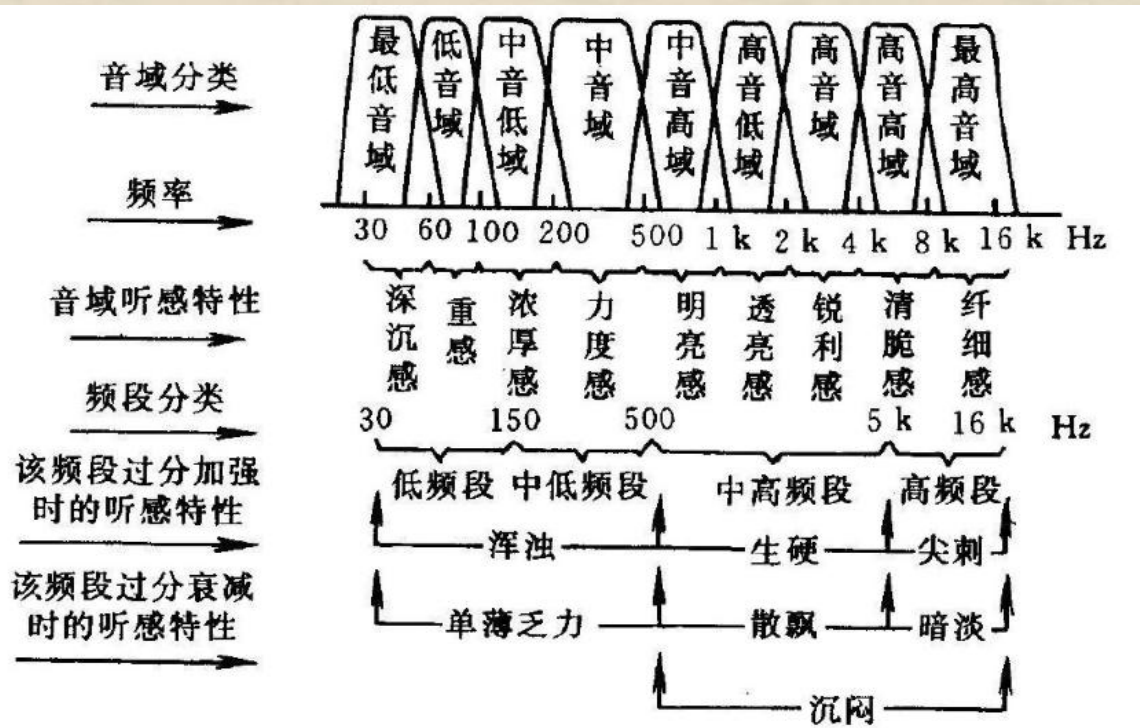 音域分类
最低音域 低音域 中音低域 中音域 中音高域 高音低域 高音域 高音高域 最高音域
频率
30 60 100 200 500 1 k 2 k 4 k 8 k 16 k Hz
音域听感特性
深沉感 重感 浓厚感 力度感 明亮感 透亮感 锐利感 清脆感 纤细感
频段分类
30 150 500 5 k 16 k Hz
低频段 中低频段 中高频段 高频段
该频段过分加强
时的听感特性
浑浊 生硬 尖刺
该频段过分衰减
时的听感特性
单薄乏力 散飘 暗淡
沉闷